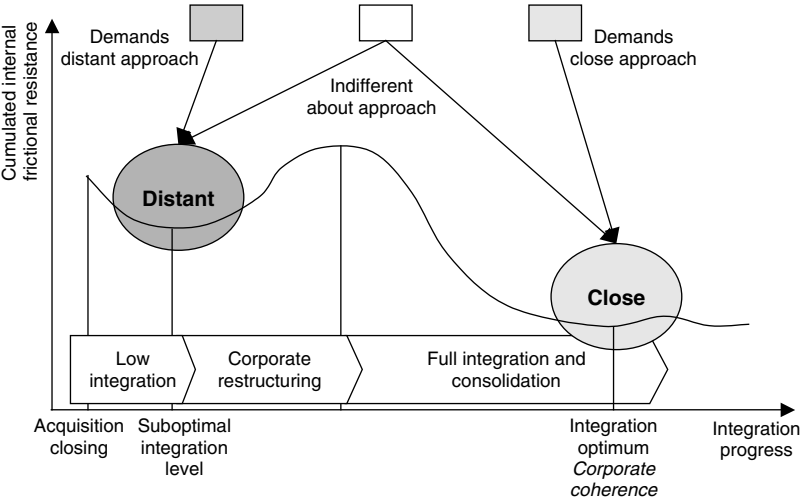 Cumulated internal
frictional resistance
Demands
distant approach
Indifferent
about approach
Demands
close approach
Distant
Close
Low
integration
Corporate
restructuring
Full integration and
consolidation
Acquisition
closing
Suboptimal
integration
level
Integration
optimum
Corporate
coherence
Integration
progress